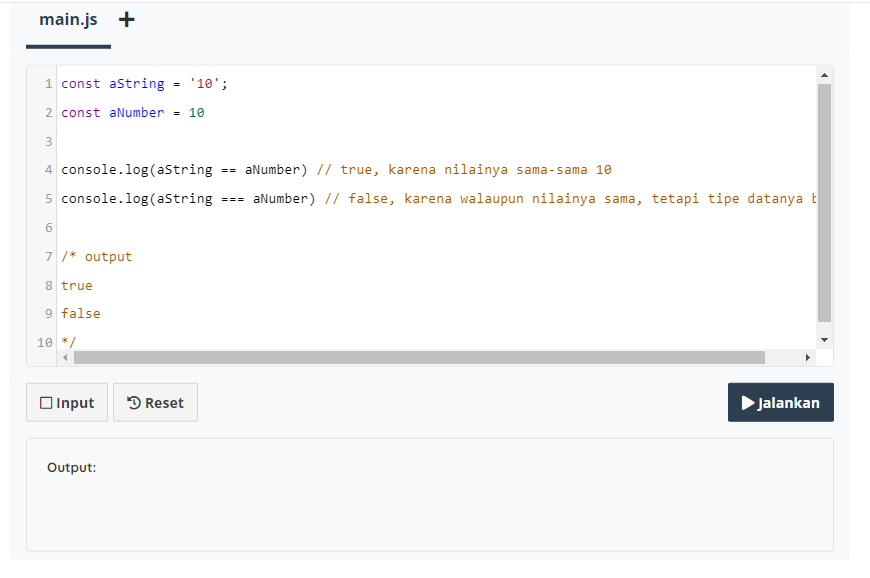 main.js +
1 const aString = '10';
2 const aNumber = 10
3
4 console.log(aString == aNumber) // true, karena nilainya sama-sama 10
5 console.log(aString === aNumber) // false, karena walaupun nilainya sama, tetapi tipe datanya
6
7 /* output
8 true
9 false
10 */
Input Reset Jalankan
Output: